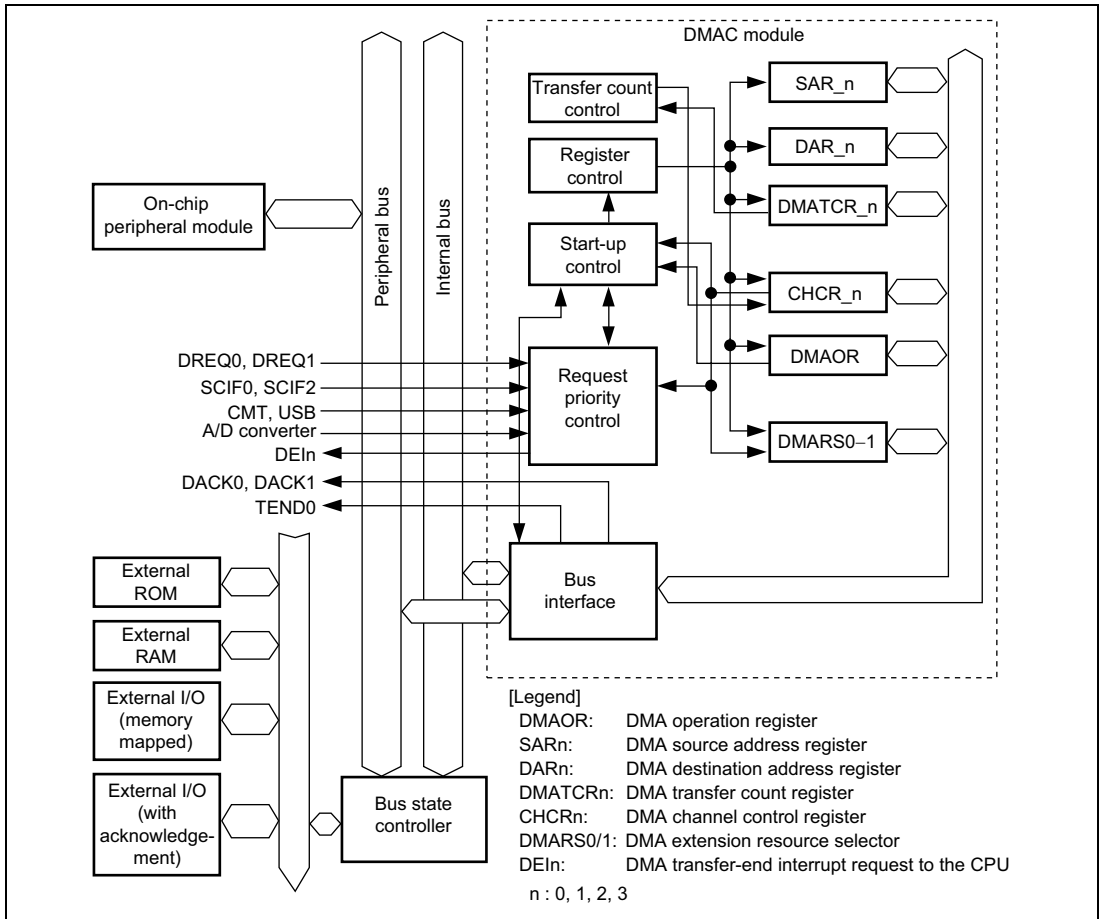 DMAC module
Transfer count
control
SAR_n
DAR_n
Register
control
DMATCR_n
On-chip
peripheral module
Peripheral bus
Internal bus
Start-up
control
CHCR_n
DMAOR
DREQ0, DREQ1
SCIF0, SCIF2
CMT, USB
A/D converter
DEIn
DACK0, DACK1
TEND0
Request
priority
control
DMARS0−1
External
ROM
External
RAM
External I/O
(memory
mapped)
External I/O
(with
acknowledge-
ment)
Bus
interface
Bus state
controller
[Legend]
DMAOR: DMA operation register
SARn: DMA source address register
DARn: DMA destination address register
DMATCRn: DMA transfer count register
CHCRn: DMA channel control register
DMARS0/1: DMA extension resource selector
DEIn: DMA transfer-end interrupt request to the CPU
n : 0, 1, 2, 3